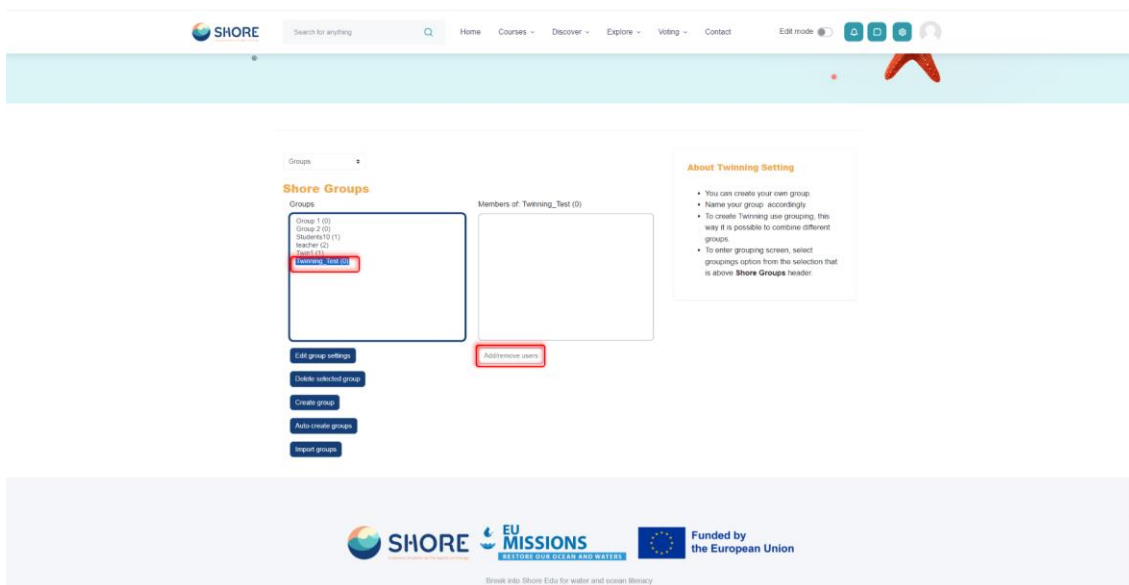 SHORE
Search for anything
Home
Courses
Discover
Explore
Voting
Contact
Edit mode
Groups
Shore Groups
Groups
Group 1 (0)
Group 2 (0)
Students10 (1)
teacher (2)
Twin1 (1)
Twinning_Test (0)
Edit group settings
Delete selected group
Create group
Auto-create groups
Import groups
Members of: Twinning_Test (0)
Add/remove users
About Twinning Setting
• You can create your own group.
• Name your group accordingly.
• To create Twinning use grouping, this
way it is possible to combine different
groups.
• To enter grouping screen, select
groupings option from the selection that
is above Shore Groups header.
SHORE
EU
MISSIONS
RESTORE OUR OCEAN AND WATERS
Funded by
the European Union
Break into Shore Edu for water and ocean literacy